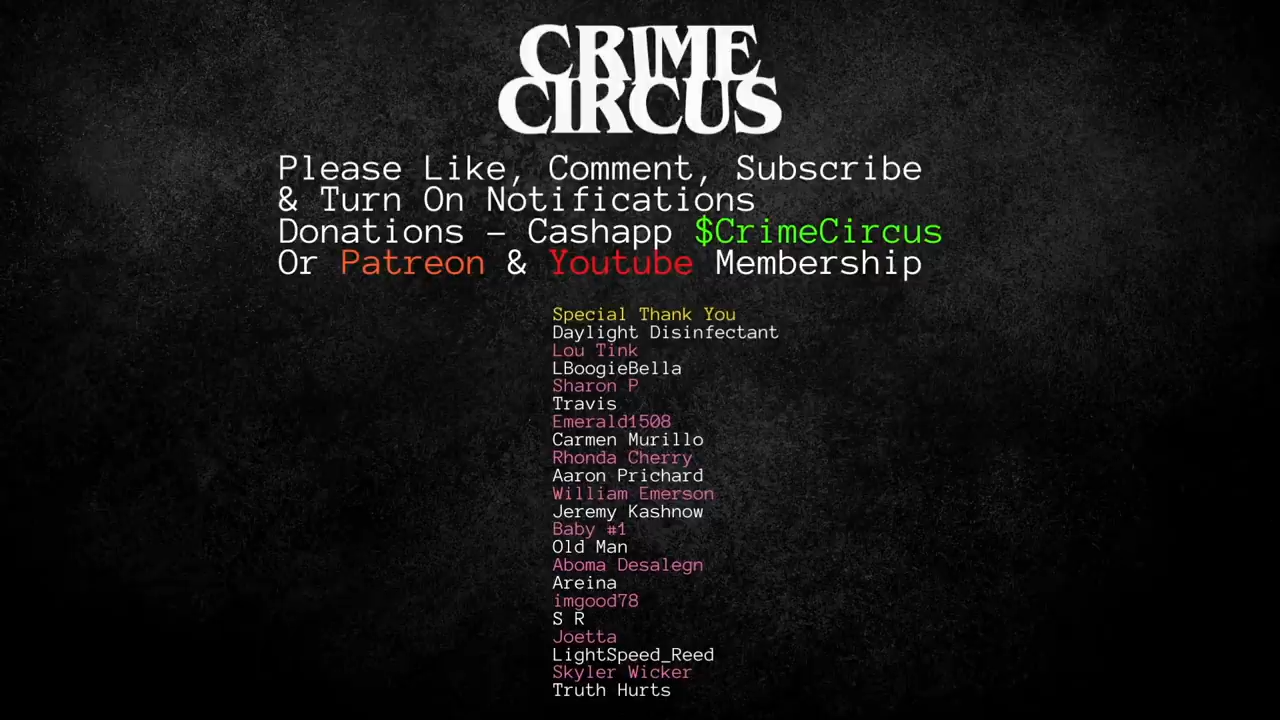 CRIME
CIRCUS
Please Like, Comment, Subscribe
& Turn On Notifications
Donations - Cashapp $CrimeCircus
Or Patreon & Youtube Membership
Special Thank You
Daylight Disinfectant
Lou Tink
LBoogieBella
Sharon P
Travis
Emerald1508
Carmen Murillo
Rhonda Cherry
Aaron Prichard
William Emerson
Jeremy Kashnow
Baby #1
Old Man
Aboma Desalegn
Areina
imgood78
S R
Joetta
LightSpeed_Reed
Skyler Wicker
Truth Hurts